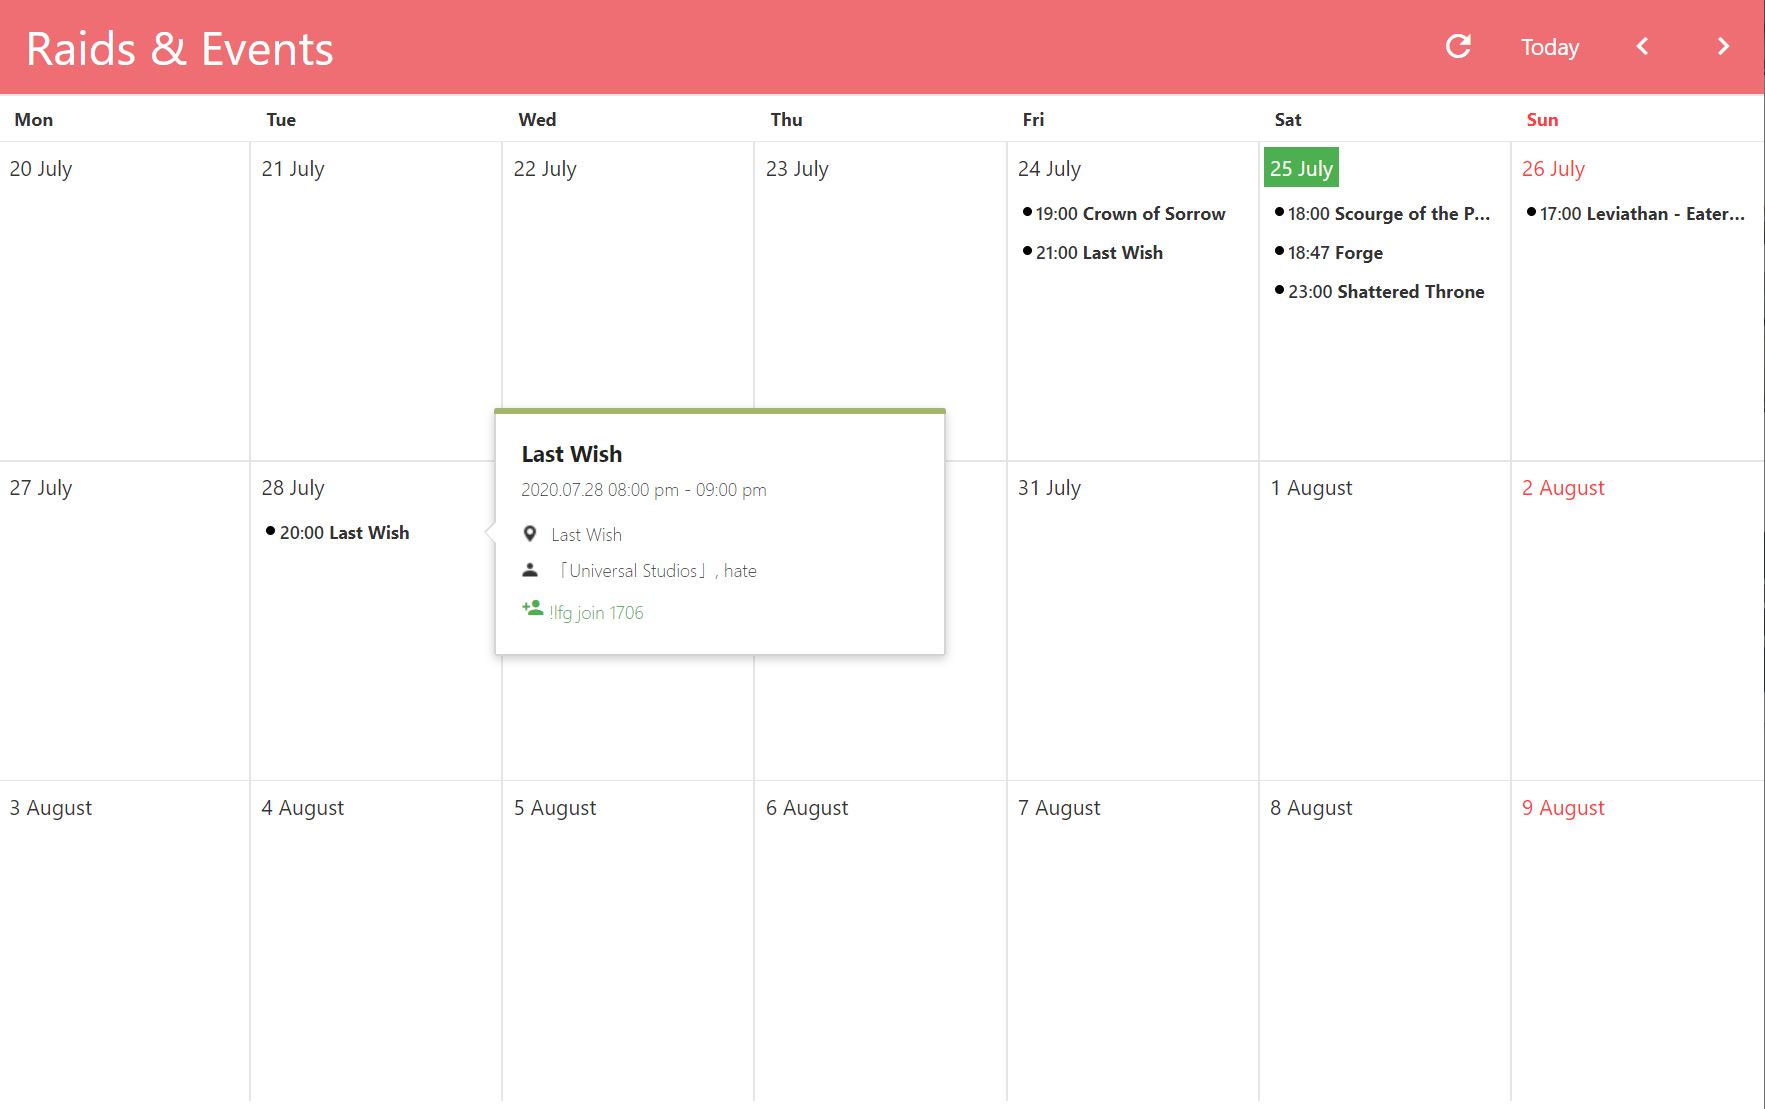 Raids & Events
Today
Mon Tue Wed Thu Fri Sat Sun
20 July 21 July 22 July 23 July 24 July 25 July 26 July
19:00 Crown of Sorrow
21:00 Last Wish
18:00 Scourge of the P...
18:47 Forge
23:00 Shattered Throne
17:00 Leviathan - Eater...
27 July 28 July 31 July 1 August 2 August
20:00 Last Wish
Last Wish
2020.07.28 08:00 pm - 09:00 pm
Last Wish
「Universal Studios」, hate
!lfg join 1706
3 August 4 August 5 August 6 August 7 August 8 August 9 August